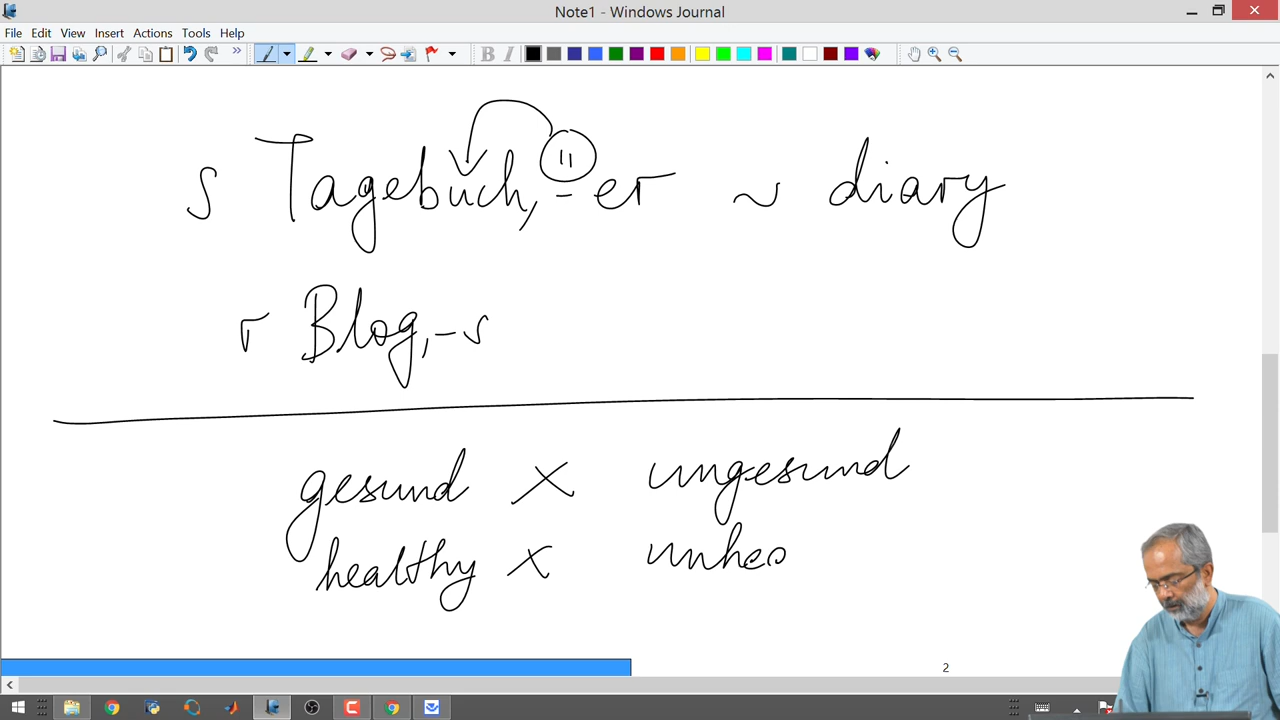 Note1 - Windows Journal
File Edit View Insert Actions Tools Help
B I
s Tagebuch, ⸚er ~ diary
r Blog, -s
gesund X ungesund
healthy X unhea
2